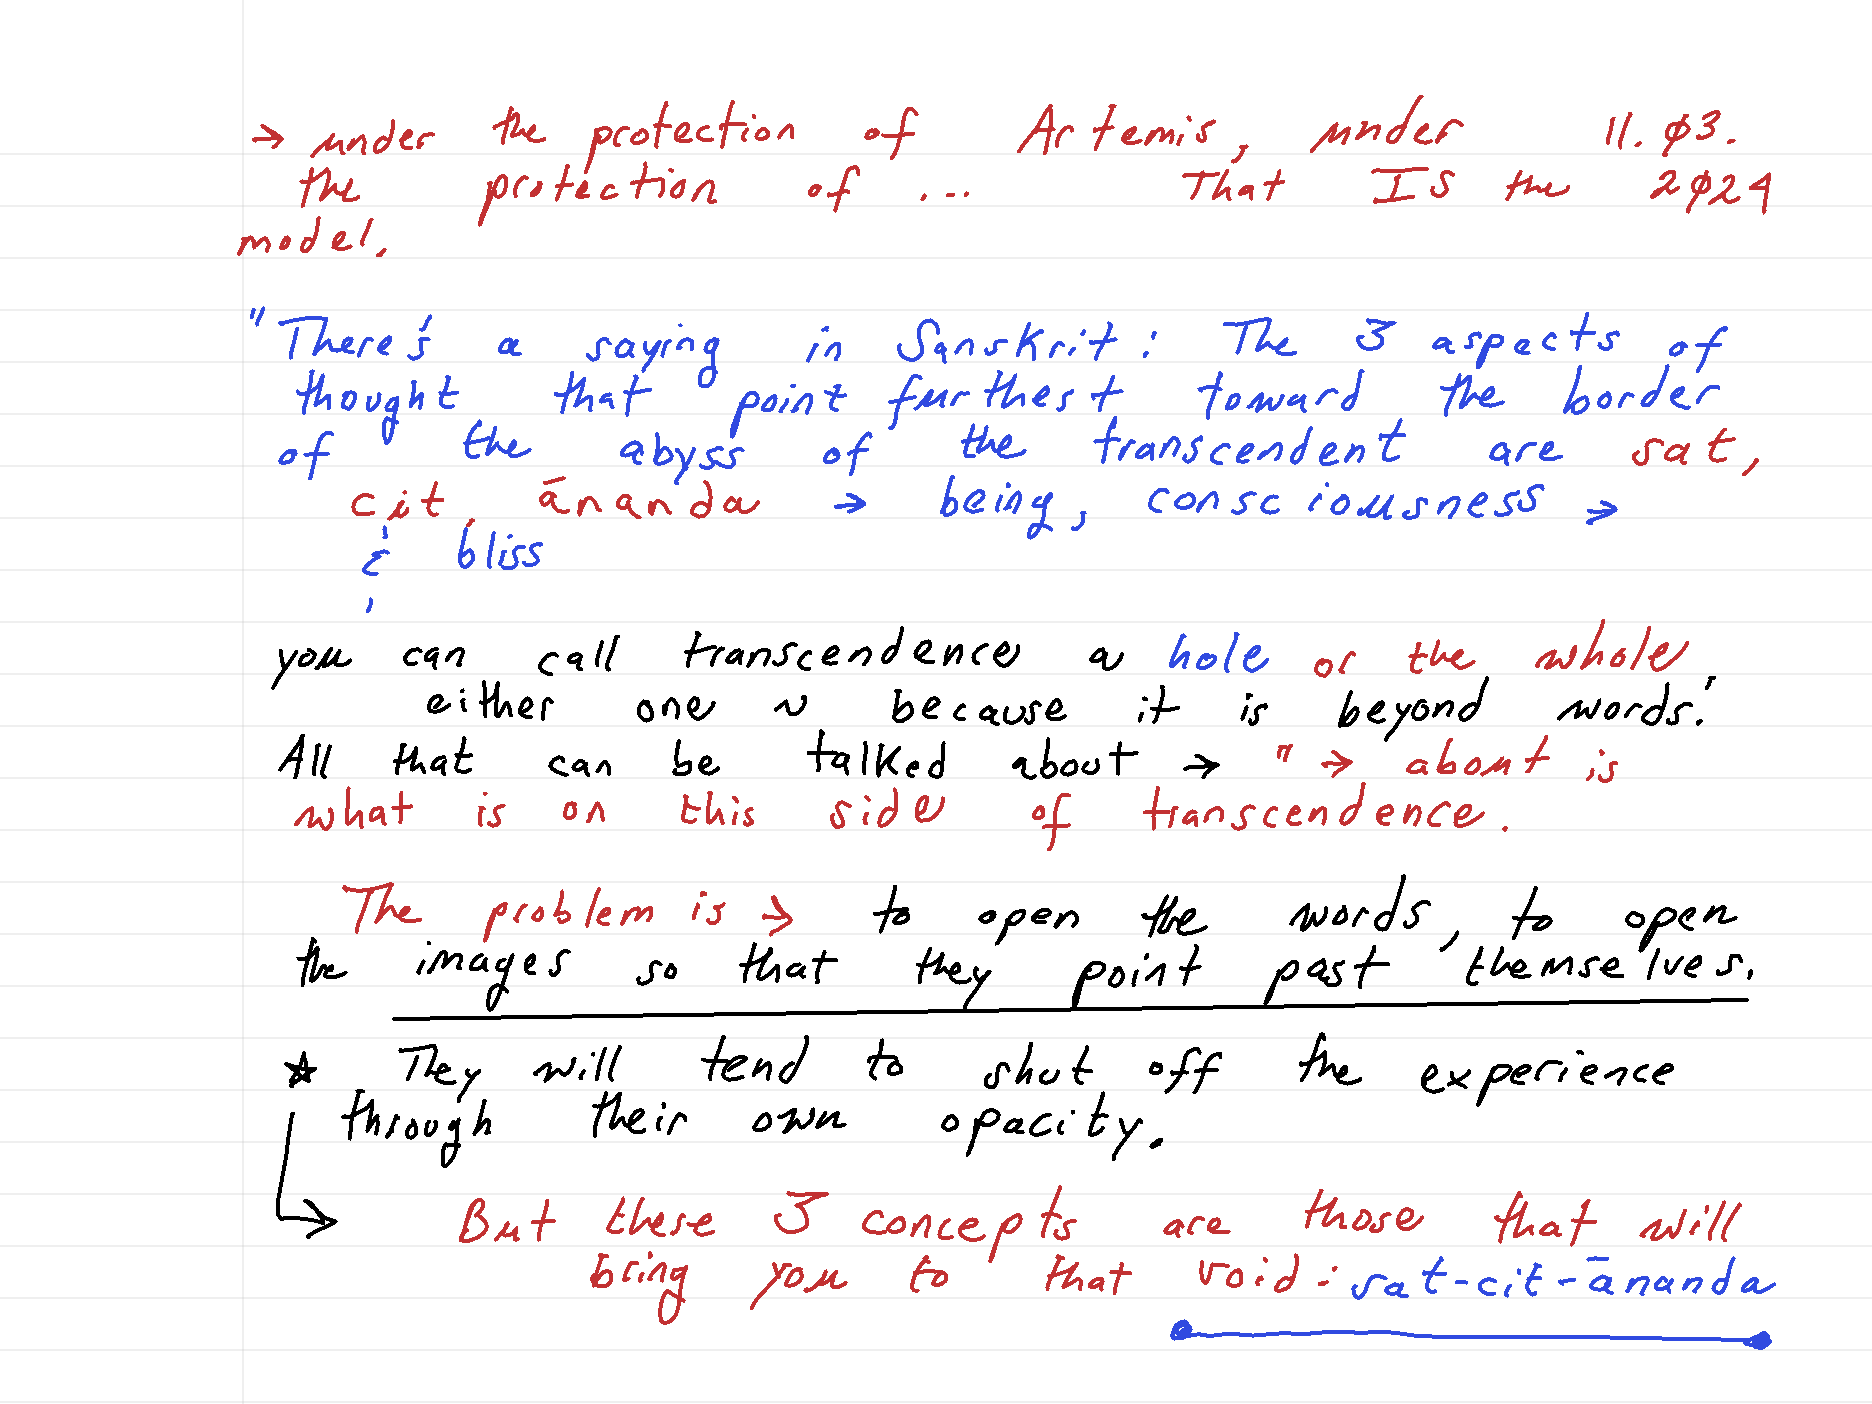 → under the protection of Artemis, under 11.ø3.
the protection of ... That IS the 2ø24
model.
"There's a saying in Sanskrit: The 3 aspects of
thought that point furthest toward the border
of the abyss of the transcendent are sat,
cit, ānanda → being, consciousness →
& bliss
you can call transcendence a hole or the whole
either one ~ because it is beyond words."
All that can be talked about → " → about is
what is on this side of transcendence.
The problem is → to open the words, to open
the images so that they point past themselves.
☆ They will tend to shut off the experience
through their own opacity.
↳ But these 3 concepts are those that will
bring you to that void: sat-cit-ānanda